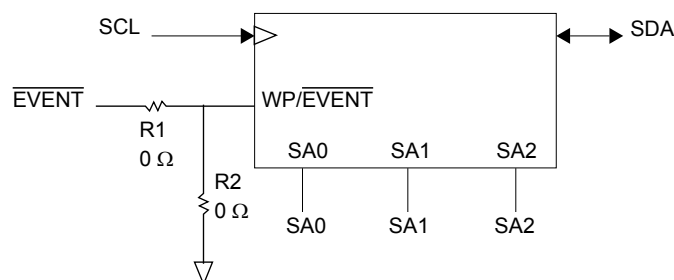 SCL
SDA
EVENT
WP/EVENT
R1
0 Ω
SA0 SA1 SA2
R2
0 Ω
SA0 SA1 SA2